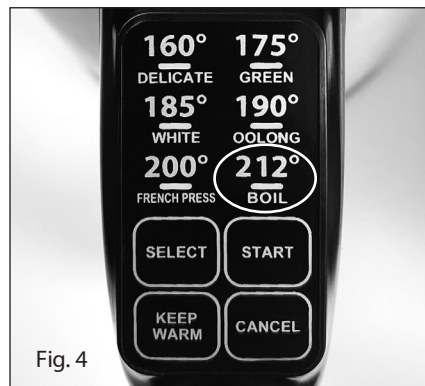 160° 175°
DELICATE GREEN
185° 190°
WHITE OOLONG
200° 212°
FRENCH PRESS BOIL
SELECT START
KEEP
WARM CANCEL
Fig. 4